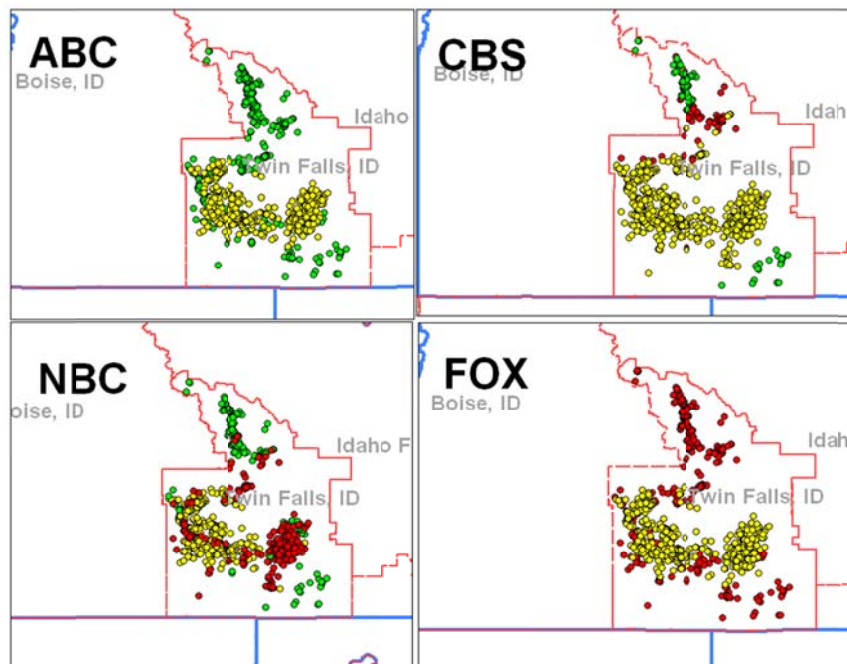 ABC
Boise, ID
Idaho
Twin Falls, ID
CBS
Boise, ID
Idah
Twin Falls, ID
NBC
oise, ID
Idaho F
Twin Falls, ID
FOX
Boise, ID
Idah
Twin Falls, ID